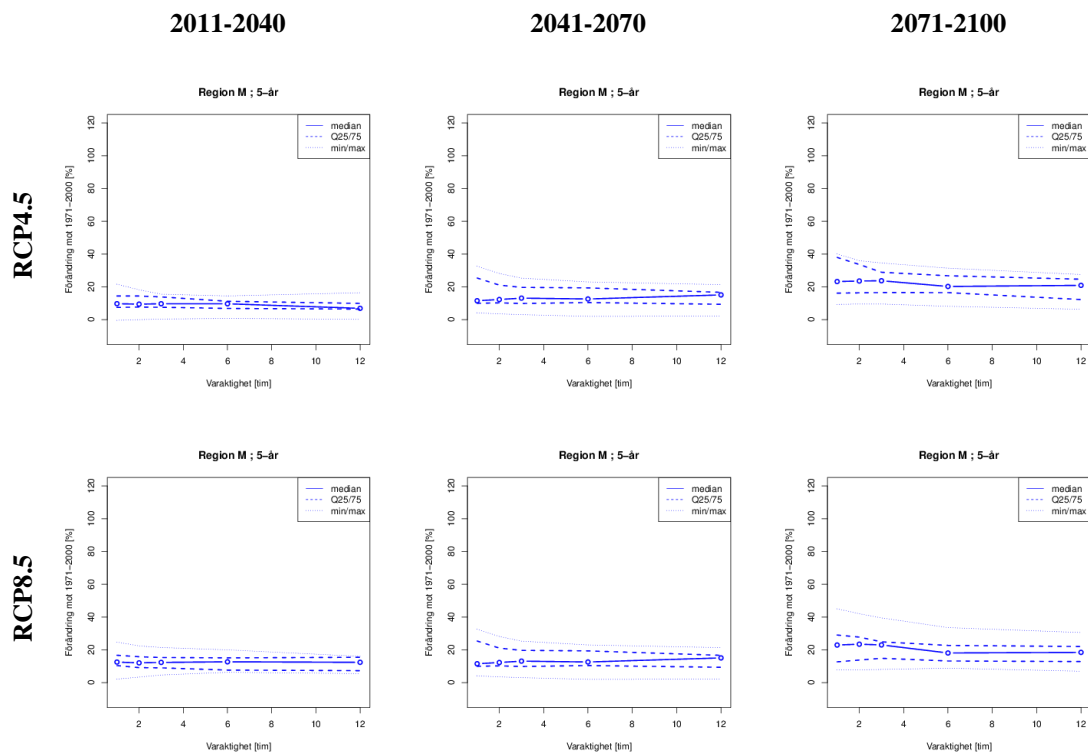 2011-2040 2041-2070 2071-2100
RCP4.5
Region M ; 5–år
Förändring mot 1971–2000 [%]
120
100
80
60
40
20
0
median
Q25/75
min/max
2 4 6 8 10 12
Varaktighet [tim]
Region M ; 5–år
Förändring mot 1971–2000 [%]
120
100
80
60
40
20
0
median
Q25/75
min/max
2 4 6 8 10 12
Varaktighet [tim]
Region M ; 5–år
Förändring mot 1971–2000 [%]
120
100
80
60
40
20
0
median
Q25/75
min/max
2 4 6 8 10 12
Varaktighet [tim]
RCP8.5
Region M ; 5–år
Förändring mot 1971–2000 [%]
120
100
80
60
40
20
0
median
Q25/75
min/max
2 4 6 8 10 12
Varaktighet [tim]
Region M ; 5–år
Förändring mot 1971–2000 [%]
120
100
80
60
40
20
0
median
Q25/75
min/max
2 4 6 8 10 12
Varaktighet [tim]
Region M ; 5–år
Förändring mot 1971–2000 [%]
120
100
80
60
40
20
0
median
Q25/75
min/max
2 4 6 8 10 12
Varaktighet [tim]